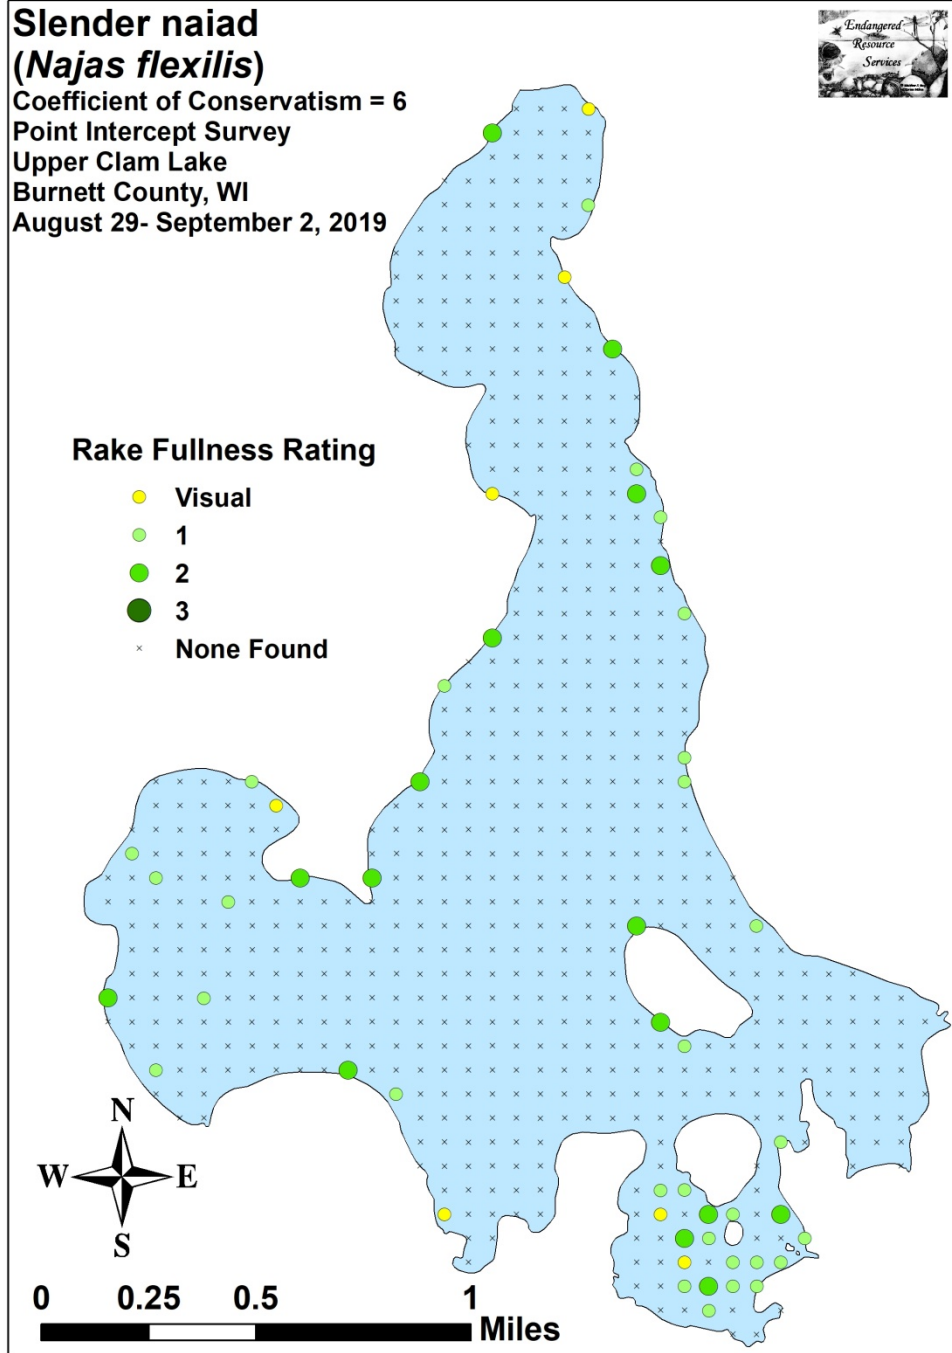 Slender naiad
(Najas flexilis)
Coefficient of Conservatism = 6
Point Intercept Survey
Upper Clam Lake
Burnett County, WI
August 29- September 2, 2019
Endangered
Resource
Services
Rake Fullness Rating
Visual
1
2
3
None Found
N
W E
S
0 0.25 0.5 1
Miles